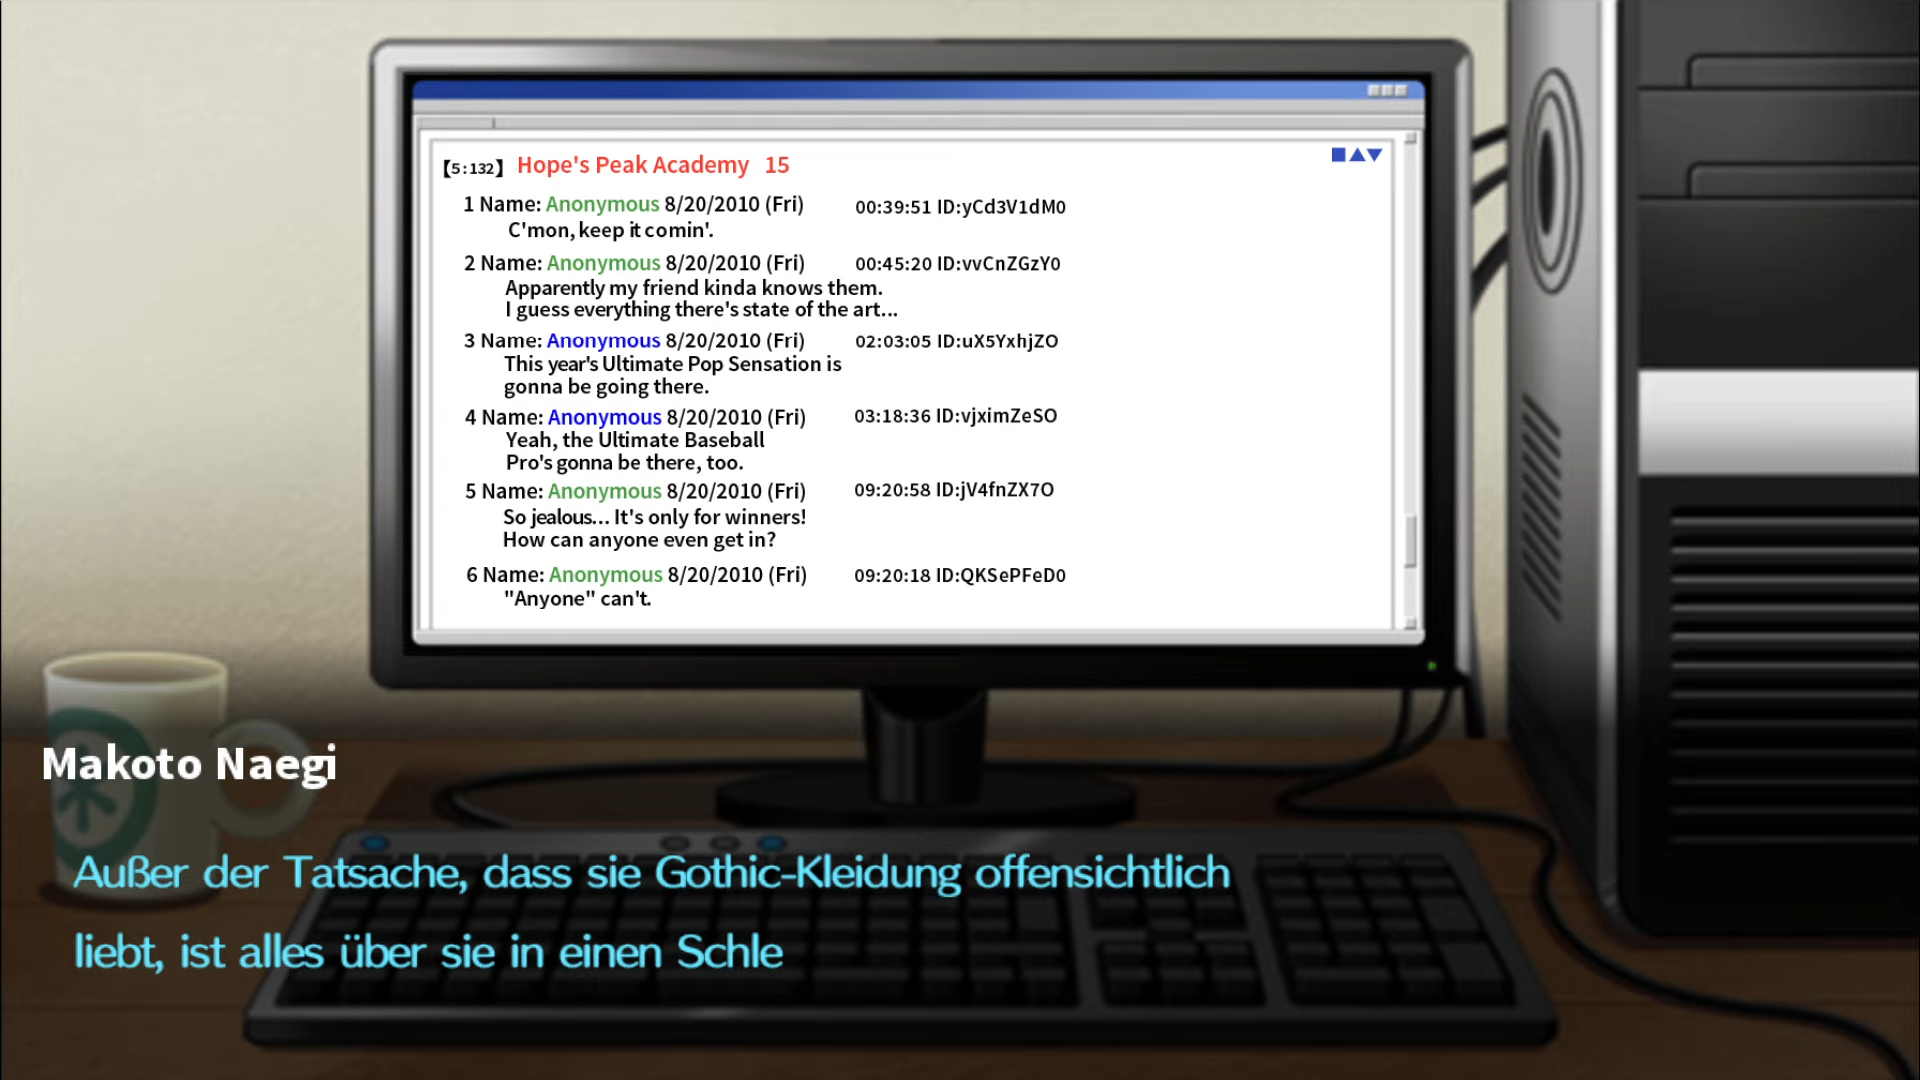 【5:132】 Hope's Peak Academy 15
1 Name: Anonymous 8/20/2010 (Fri) 00:39:51 ID:yCd3V1dM0
C'mon, keep it comin'.
2 Name: Anonymous 8/20/2010 (Fri) 00:45:20 ID:vvCnZGzY0
Apparently my friend kinda knows them.
I guess everything there's state of the art...
3 Name: Anonymous 8/20/2010 (Fri) 02:03:05 ID:uX5YxhjZO
This year's Ultimate Pop Sensation is
gonna be going there.
4 Name: Anonymous 8/20/2010 (Fri) 03:18:36 ID:vjximZeSO
Yeah, the Ultimate Baseball
Pro's gonna be there, too.
5 Name: Anonymous 8/20/2010 (Fri) 09:20:58 ID:jV4fnZX7O
So jealous... It's only for winners!
How can anyone even get in?
6 Name: Anonymous 8/20/2010 (Fri) 09:20:18 ID:QKSePFeD0
"Anyone" can't.
Makoto Naegi
Außer der Tatsache, dass sie Gothic-Kleidung offensichtlich
liebt, ist alles über sie in einen Schle